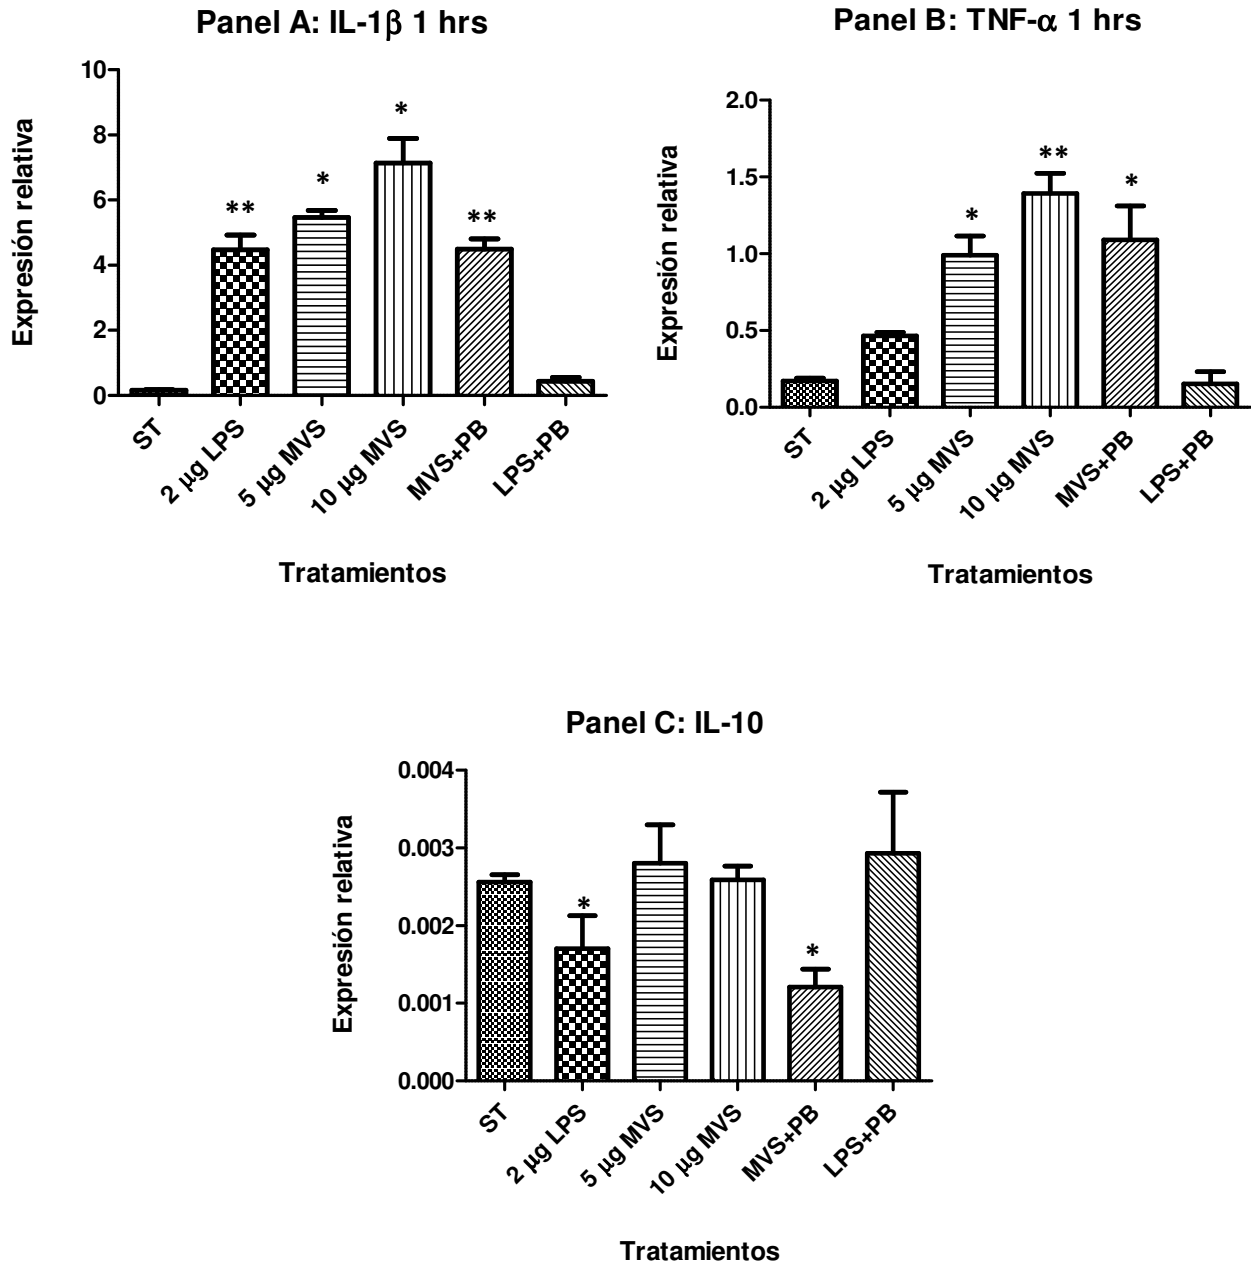 Panel A: IL-1β 1 hrs
Expresión relativa
10
8
6
4
2
0
**
*
*
**
ST
2 μg LPS
5 μg MVS
10 μg MVS
MVS+PB
LPS+PB
Tratamientos
Panel B: TNF-α 1 hrs
Expresión relativa
2.0
1.5
1.0
0.5
0.0
*
**
*
ST
2 μg LPS
5 μg MVS
10 μg MVS
MVS+PB
LPS+PB
Tratamientos
Panel C: IL-10
Expresión relativa
0.004
0.003
0.002
0.001
0.000
*
*
ST
2 μg LPS
5 μg MVS
10 μg MVS
MVS+PB
LPS+PB
Tratamientos